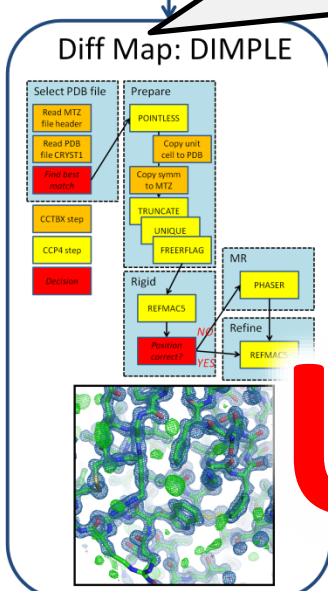 Diff Map: DIMPLE
Select PDB file
Read MTZ
file header
Read PDB
file CRYST1
Find best
match
CCTBX step
CCP4 step
Decision
Prepare
POINTLESS
Copy unit
cell to PDB
Copy symm
to MTZ
TRUNCATE
UNIQUE
FREERFLAG
Rigid
REFMAC5
Position
correct?
NO
YES
MR
PHASER
Refine
REFMAC5